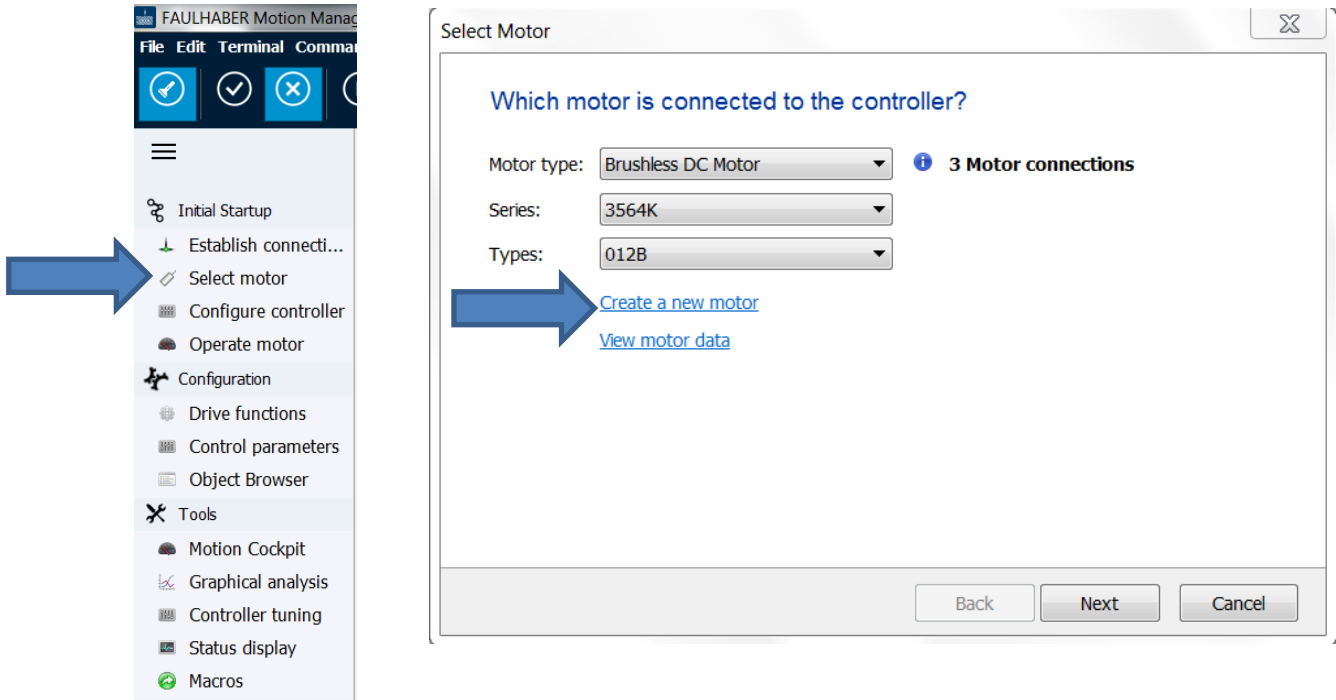 FAULHABER Motion Manag
File Edit Terminal Comma
Initial Startup
Establish connecti...
Select motor
Configure controller
Operate motor
Configuration
Drive functions
Control parameters
Object Browser
Tools
Motion Cockpit
Graphical analysis
Controller tuning
Status display
Macros
Select Motor
Which motor is connected to the controller?
Motor type: Brushless DC Motor 3 Motor connections
Series: 3564K
Types: 012B
Create a new motor
View motor data
Back Next Cancel